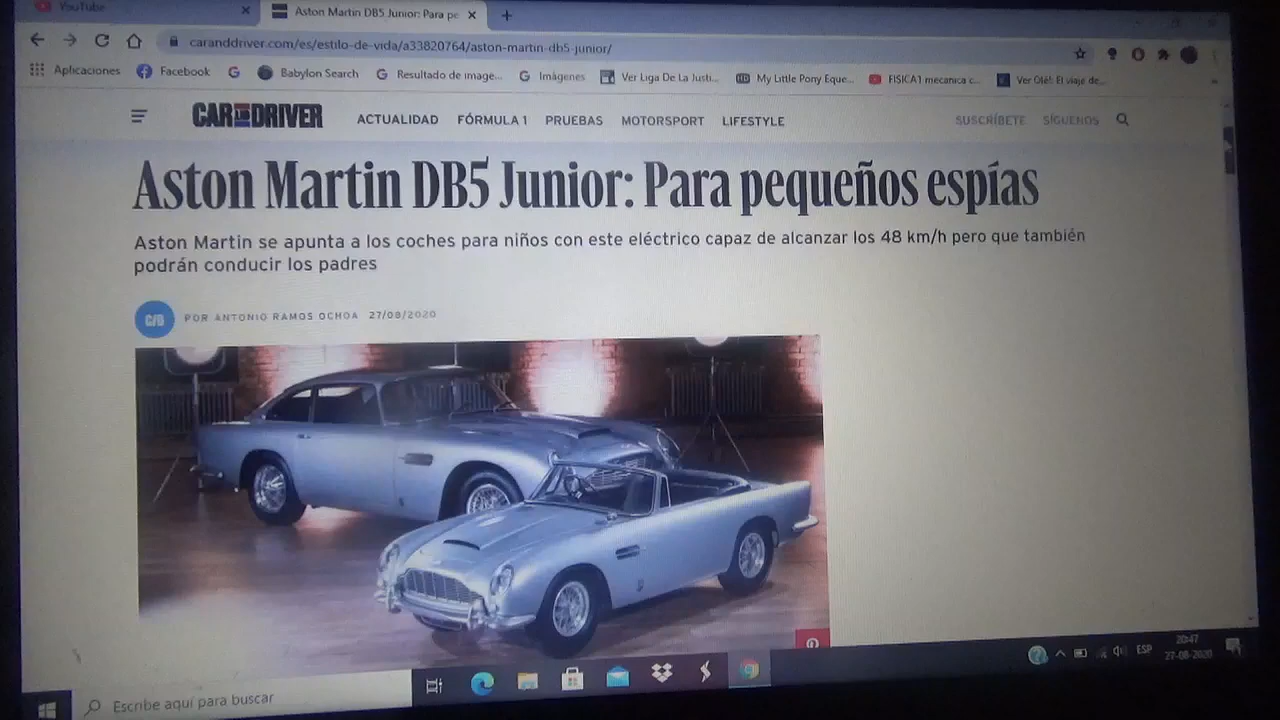 YouTube
Aston Martin DB5 Junior: Para pe
caranddriver.com/es/estilo-de-vida/a33820764/aston-martin-db5-junior/
Aplicaciones
Facebook
Babylon Search
Resultado de image...
Imágenes
Ver Liga De La Justi...
My Little Pony Eque...
FISICA1 mecanica c...
Ver Olé!: El viaje de...
CAR AND DRIVER
ACTUALIDAD
FÓRMULA 1
PRUEBAS
MOTORSPORT
LIFESTYLE
SUSCRÍBETE
SÍGUENOS
Aston Martin DB5 Junior: Para pequeños espías
Aston Martin se apunta a los coches para niños con este eléctrico capaz de alcanzar los 48 km/h pero que también
podrán conducir los padres
C/D
POR ANTONIO RAMOS OCHOA 27/08/2020
Escribe aquí para buscar
ESP
20:47
27-08-2020